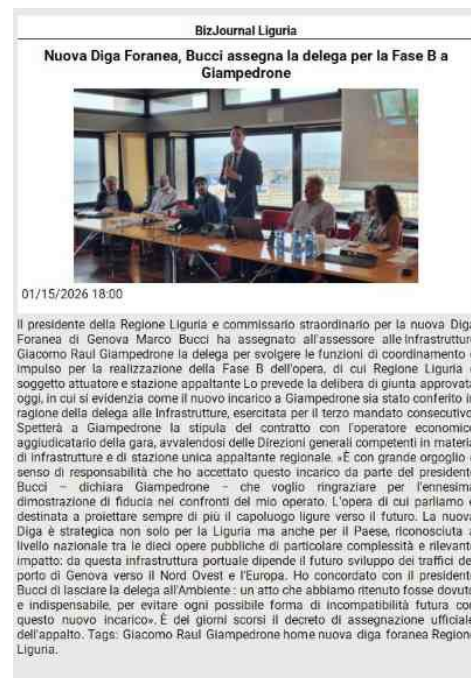 BizJournal Liguria
Nuova Diga Foranea, Bucci assegna la delega per la Fase B a
Giampedrone
01/15/2026 18:00
Il presidente della Regione Liguria e commissario straordinario per la nuova Diga
Foranea di Genova Marco Bucci ha assegnato all'assessore alle Infrastrutture
Giacomo Raul Giampedrone la delega per svolgere le funzioni di coordinamento e
impulso per la realizzazione della Fase B dell'opera, di cui Regione Liguria è
soggetto attuatore e stazione appaltante Lo prevede la delibera di giunta approvata
oggi, in cui si evidenzia come il nuovo incarico a Giampedrone sia stato conferito in
ragione della delega alle Infrastrutture, esercitata per il terzo mandato consecutivo.
Spetterà a Giampedrone la stipula del contratto con l'operatore economico
aggiudicatario della gara, avvalendosi delle Direzioni generali competenti in materia
di infrastrutture e di stazione unica appaltante regionale. «È con grande orgoglio e
senso di responsabilità che ho accettato questo incarico da parte del presidente
Bucci – dichiara Giampedrone – che voglio ringraziare per l'ennesima
dimostrazione di fiducia nei confronti del mio operato. L'opera di cui parliamo è
destinata a proiettare sempre di più il capoluogo ligure verso il futuro. La nuova
Diga è strategica non solo per la Liguria ma anche per il Paese, riconosciuta a
livello nazionale tra le dieci opere pubbliche di particolare complessità e rilevante
impatto: da questa infrastruttura portuale dipende il futuro sviluppo dei traffici del
porto di Genova verso il Nord Ovest e l'Europa. Ho concordato con il presidente
Bucci di lasciare la delega all'Ambiente : un atto che abbiamo ritenuto fosse dovuto
e indispensabile, per evitare ogni possibile forma di incompatibilità futura con
questo nuovo incarico». È dei giorni scorsi il decreto di assegnazione ufficiale
dell'appalto. Tags: Giacomo Raul Giampedrone home nuova diga foranea Regione
Liguria.